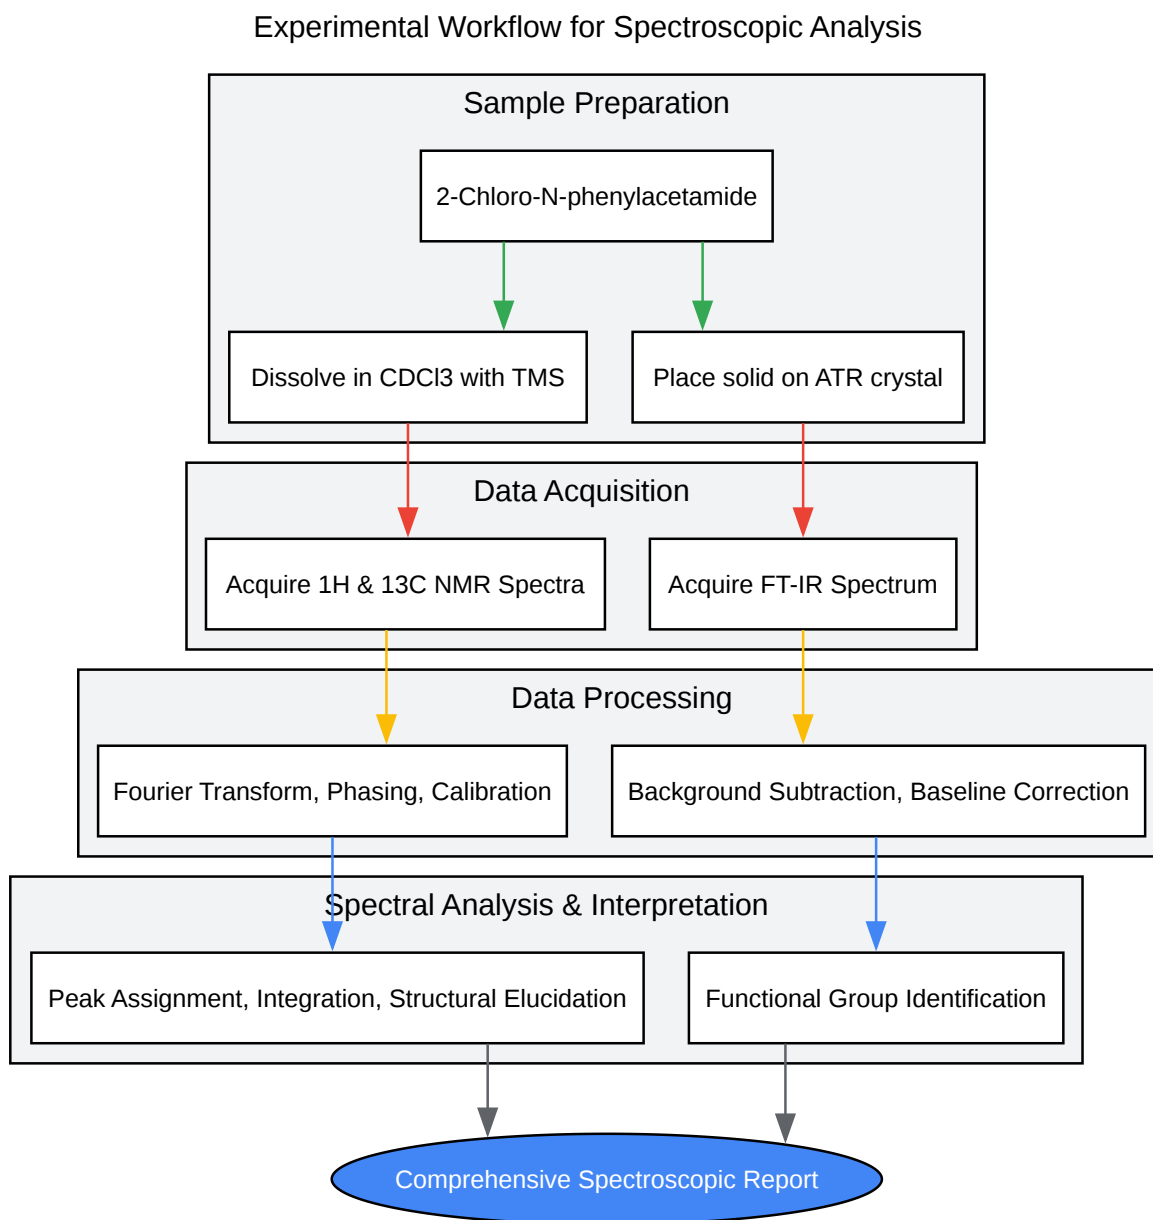 Experimental Workflow for Spectroscopic Analysis
Sample Preparation
2-Chloro-N-phenylacetamide
Dissolve in CDCl3 with TMS
Place solid on ATR crystal
Data Acquisition
Acquire 1H & 13C NMR Spectra
Acquire FT-IR Spectrum
Data Processing
Fourier Transform, Phasing, Calibration
Background Subtraction, Baseline Correction
Spectral Analysis & Interpretation
Peak Assignment, Integration, Structural Elucidation
Functional Group Identification
Comprehensive Spectroscopic Report